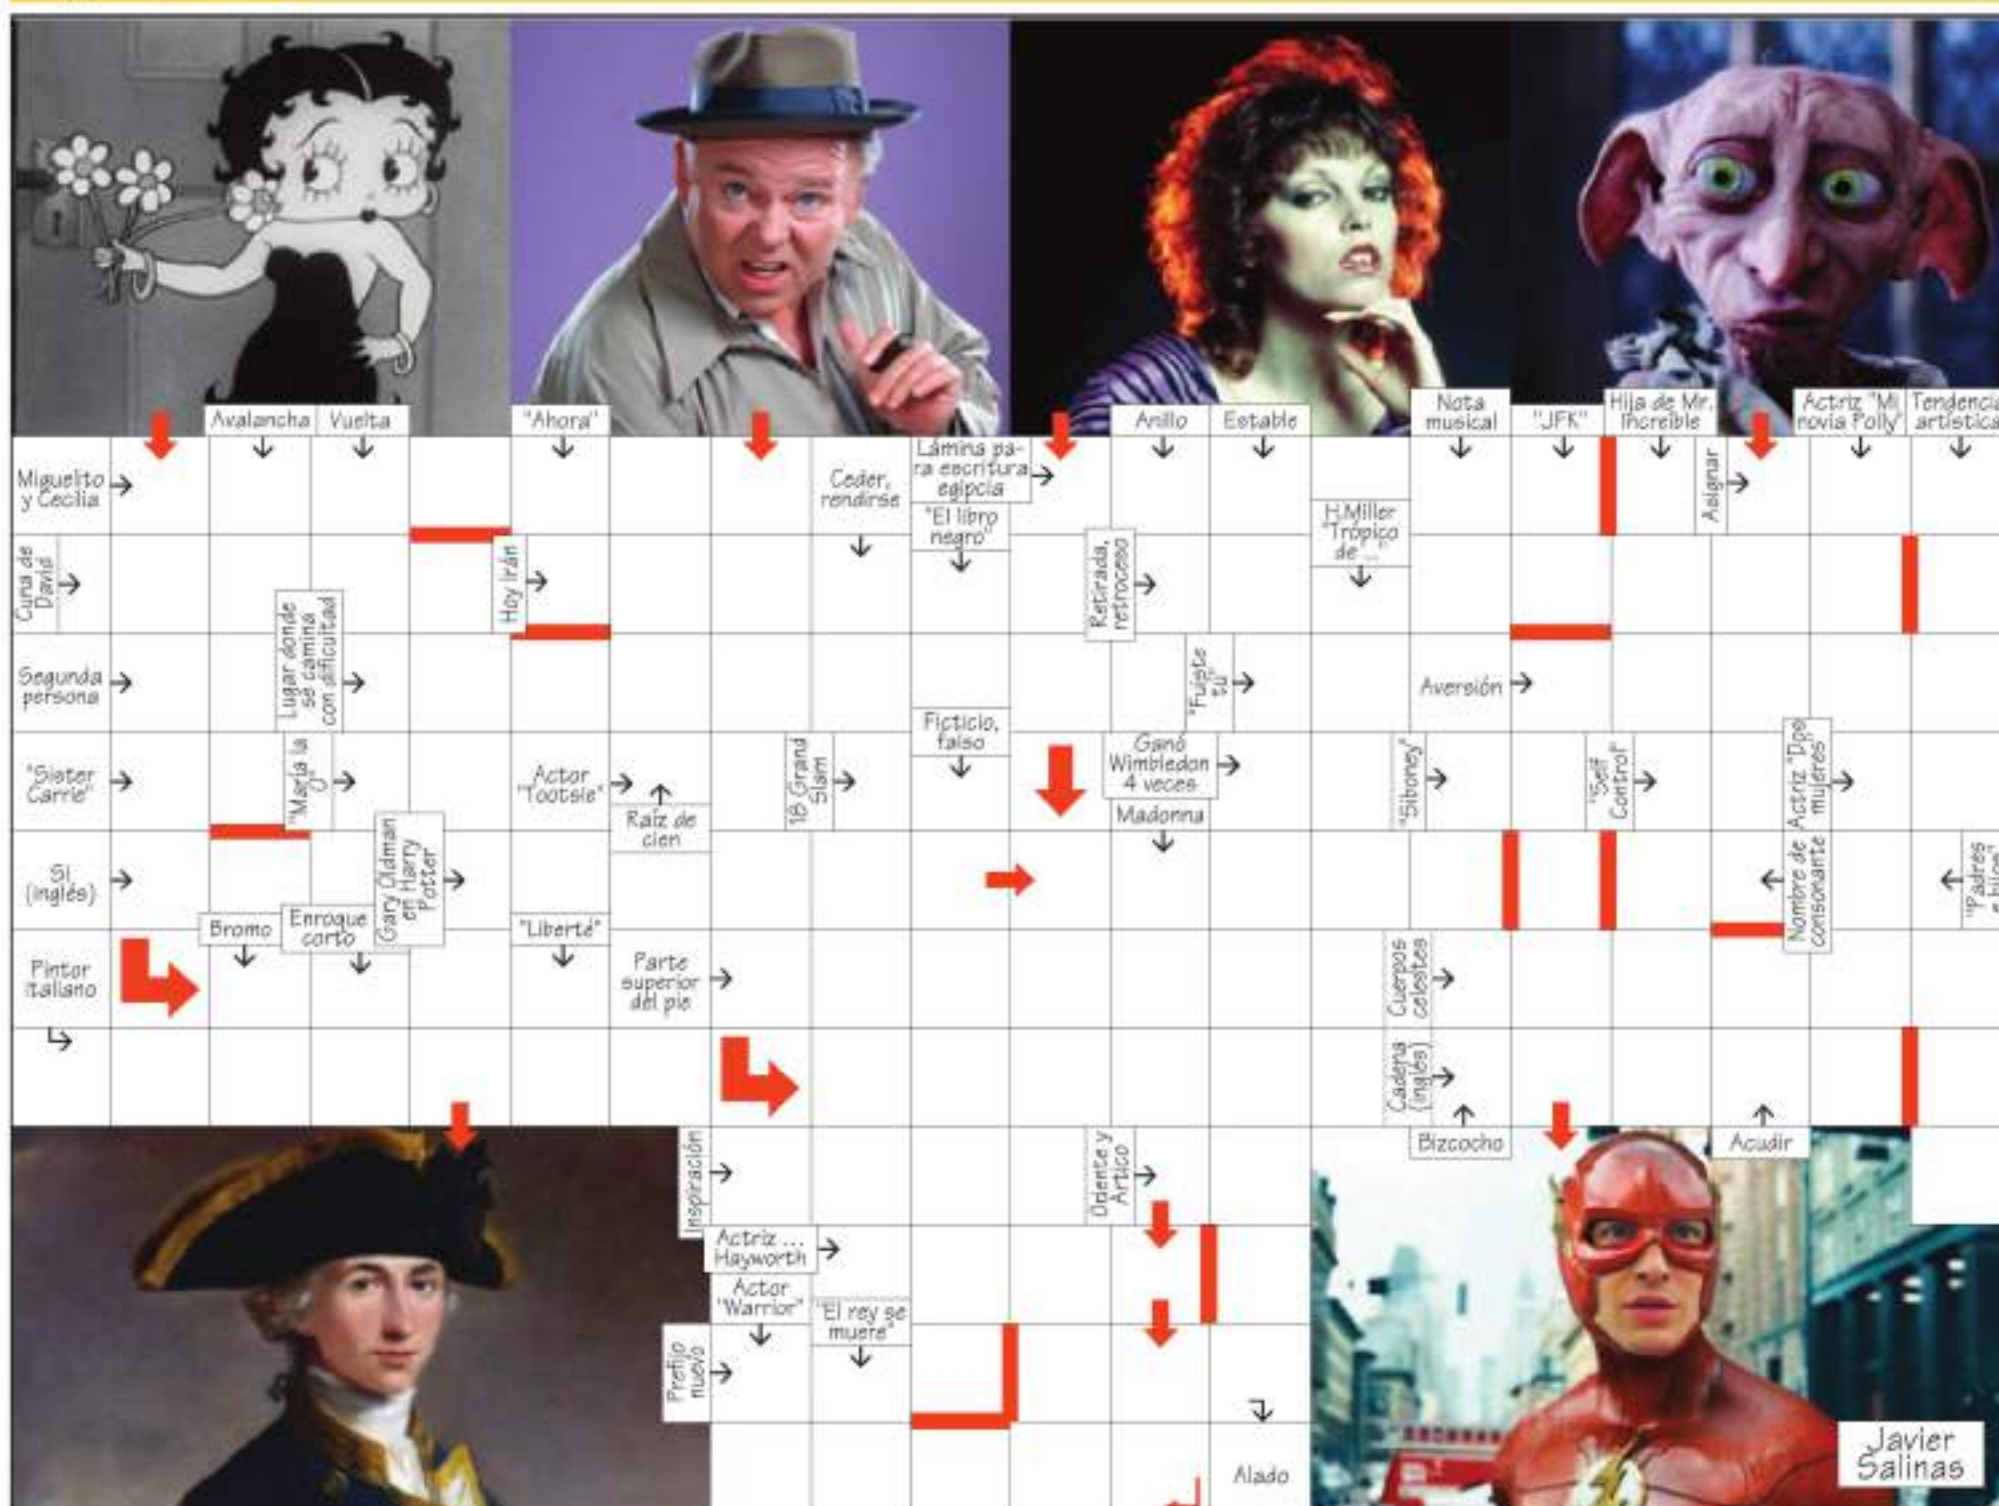 Avalancha
Vuelta
"Ahora"
Anillo
Estable
Nota
musical
"JFK"
Hija de Mr.
Increíble
Actriz "Mi
novia Polly"
Tendencia
artística
Miguelito
y Cecilia
Ceder,
rendirse
Lámina pa-
ra escritura
egipcia
"El libro
negro"
H.Miller
"Trópico
de ..."
Asignar
Cuna de
David
Hoy Irán
Retirada,
retroceso
Segunda
persona
Lugar donde
se camina
con dificultad
"Fuiste
tú"
Aversión
Ficticio,
falso
"Sister
Carrie"
"María la
O"
Actor
"Tootsie"
Raíz de
cien
18 Grand
Slam
Ganó
Wimbledon
4 veces
Madonna
"Siboney"
"Self
Control"
Actriz "Dos
mujeres"
Sí
(inglés)
Gary Oldman
en Harry
Potter
Nombre de
consonante
"Padres
e hijos"
Bromo
Enroque
corto
"Liberté"
Pintor
italiano
Parte
superior
del pie
Cuerpos
celestes
Cadena
(inglés)
Bizcocho
Acudir
Inspiración
Oriente y
Ártico
Actriz ...
Hayworth
Actor
"Warrior"
"El rey se
muere"
Prefijo
nuevo
Alado
Javier
Salinas